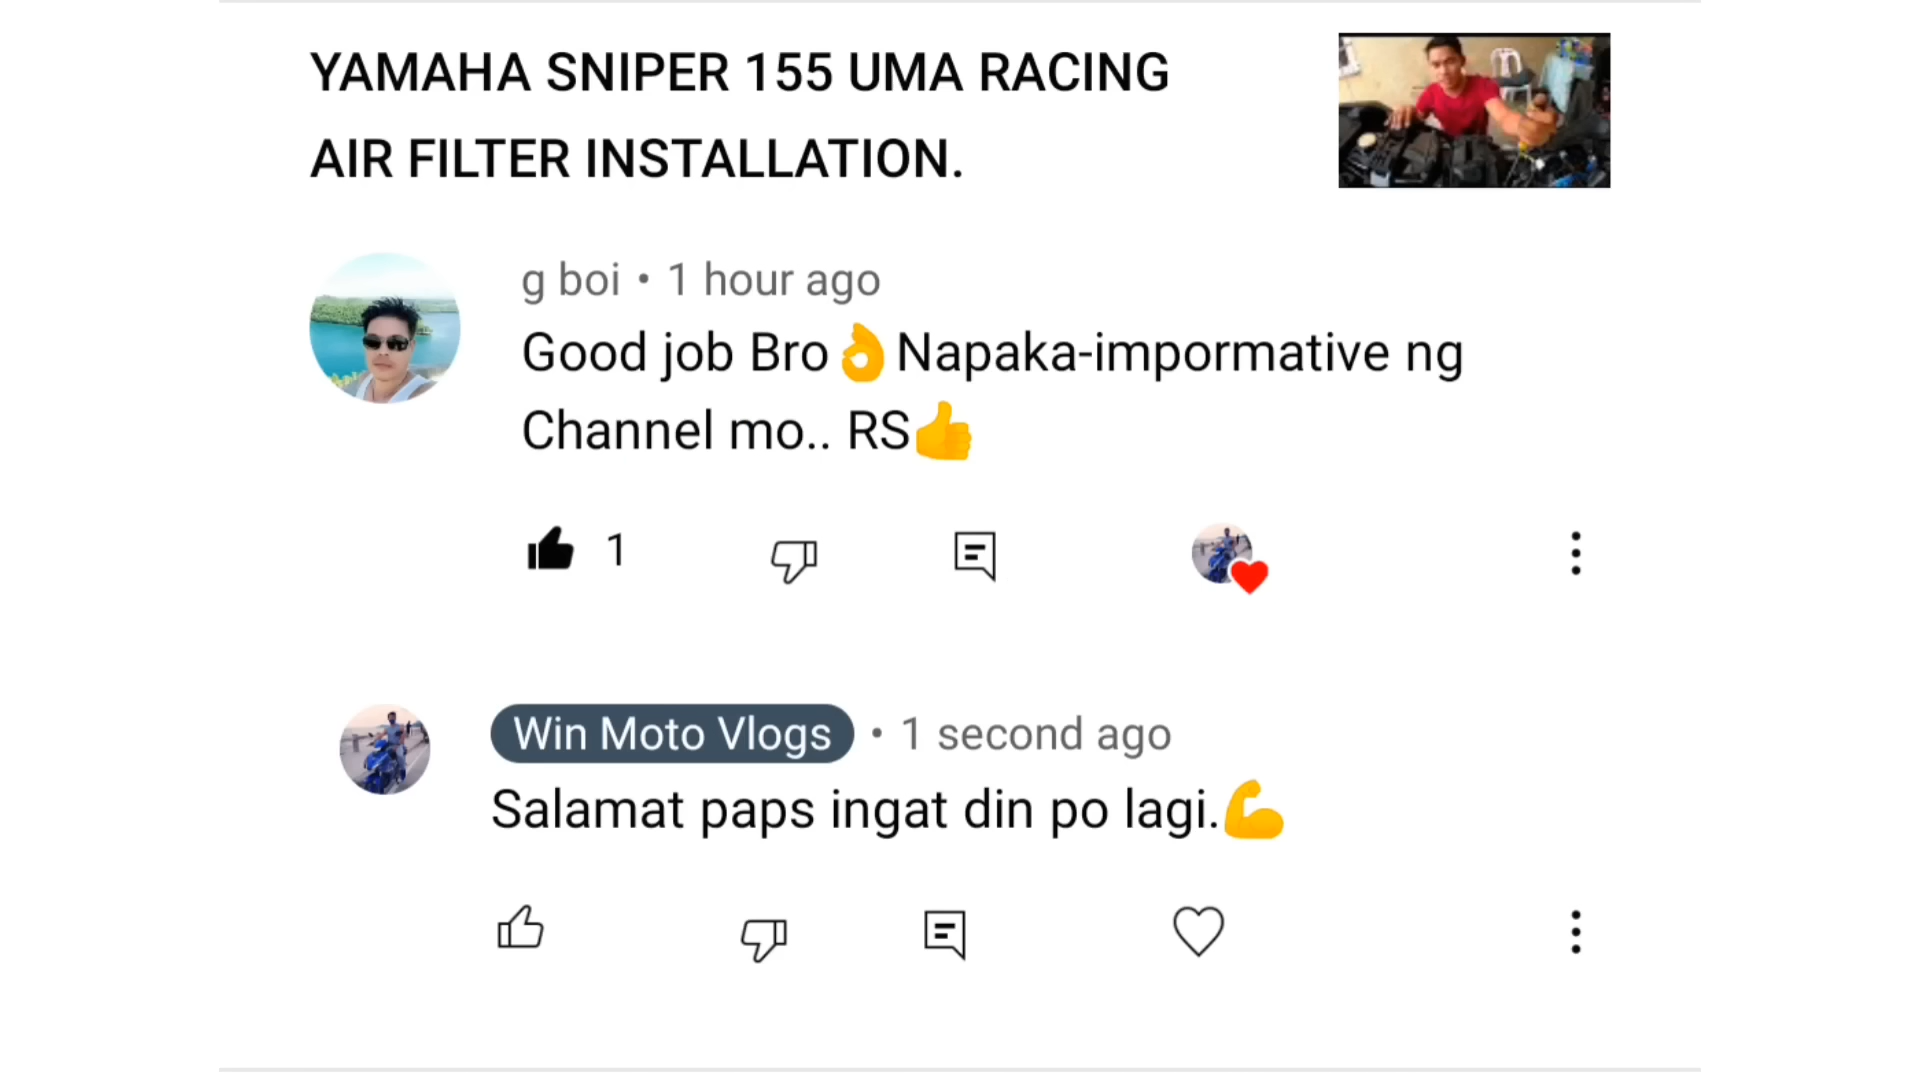 YAMAHA SNIPER 155 UMA RACING
AIR FILTER INSTALLATION.
g boi • 1 hour ago
Good job Bro👌Napaka-impormative ng
Channel mo.. RS👍
1
Win Moto Vlogs • 1 second ago
Salamat paps ingat din po lagi.💪